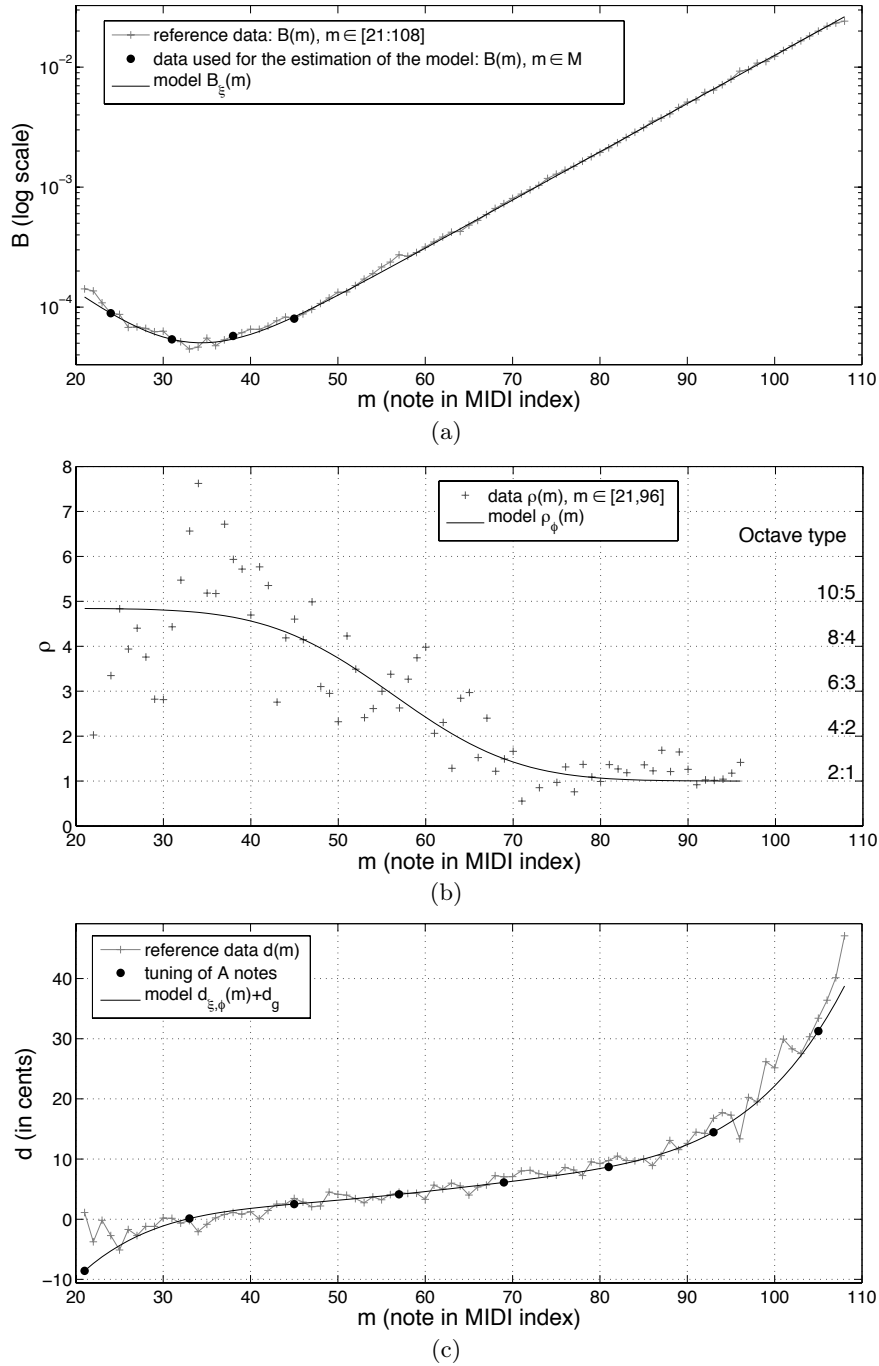 reference data: B(m), m ∈ [21:108]
data used for the estimation of the model: B(m), m ∈ M
model B_ξ(m)
10^−2
10^−3
10^−4
B (log scale)
20 30 40 50 60 70 80 90 100 110
m (note in MIDI index)
(a)
8
7
6
5
4
3
2
1
0
ρ
data ρ(m), m ∈ [21,96]
model ρ_ϕ(m)
Octave type
10:5
8:4
6:3
4:2
2:1
20 30 40 50 60 70 80 90 100 110
m (note in MIDI index)
(b)
reference data d(m)
tuning of A notes
model d_ξ,ϕ(m)+d_g
40
30
20
10
0
−10
d (in cents)
20 30 40 50 60 70 80 90 100 110
m (note in MIDI index)
(c)